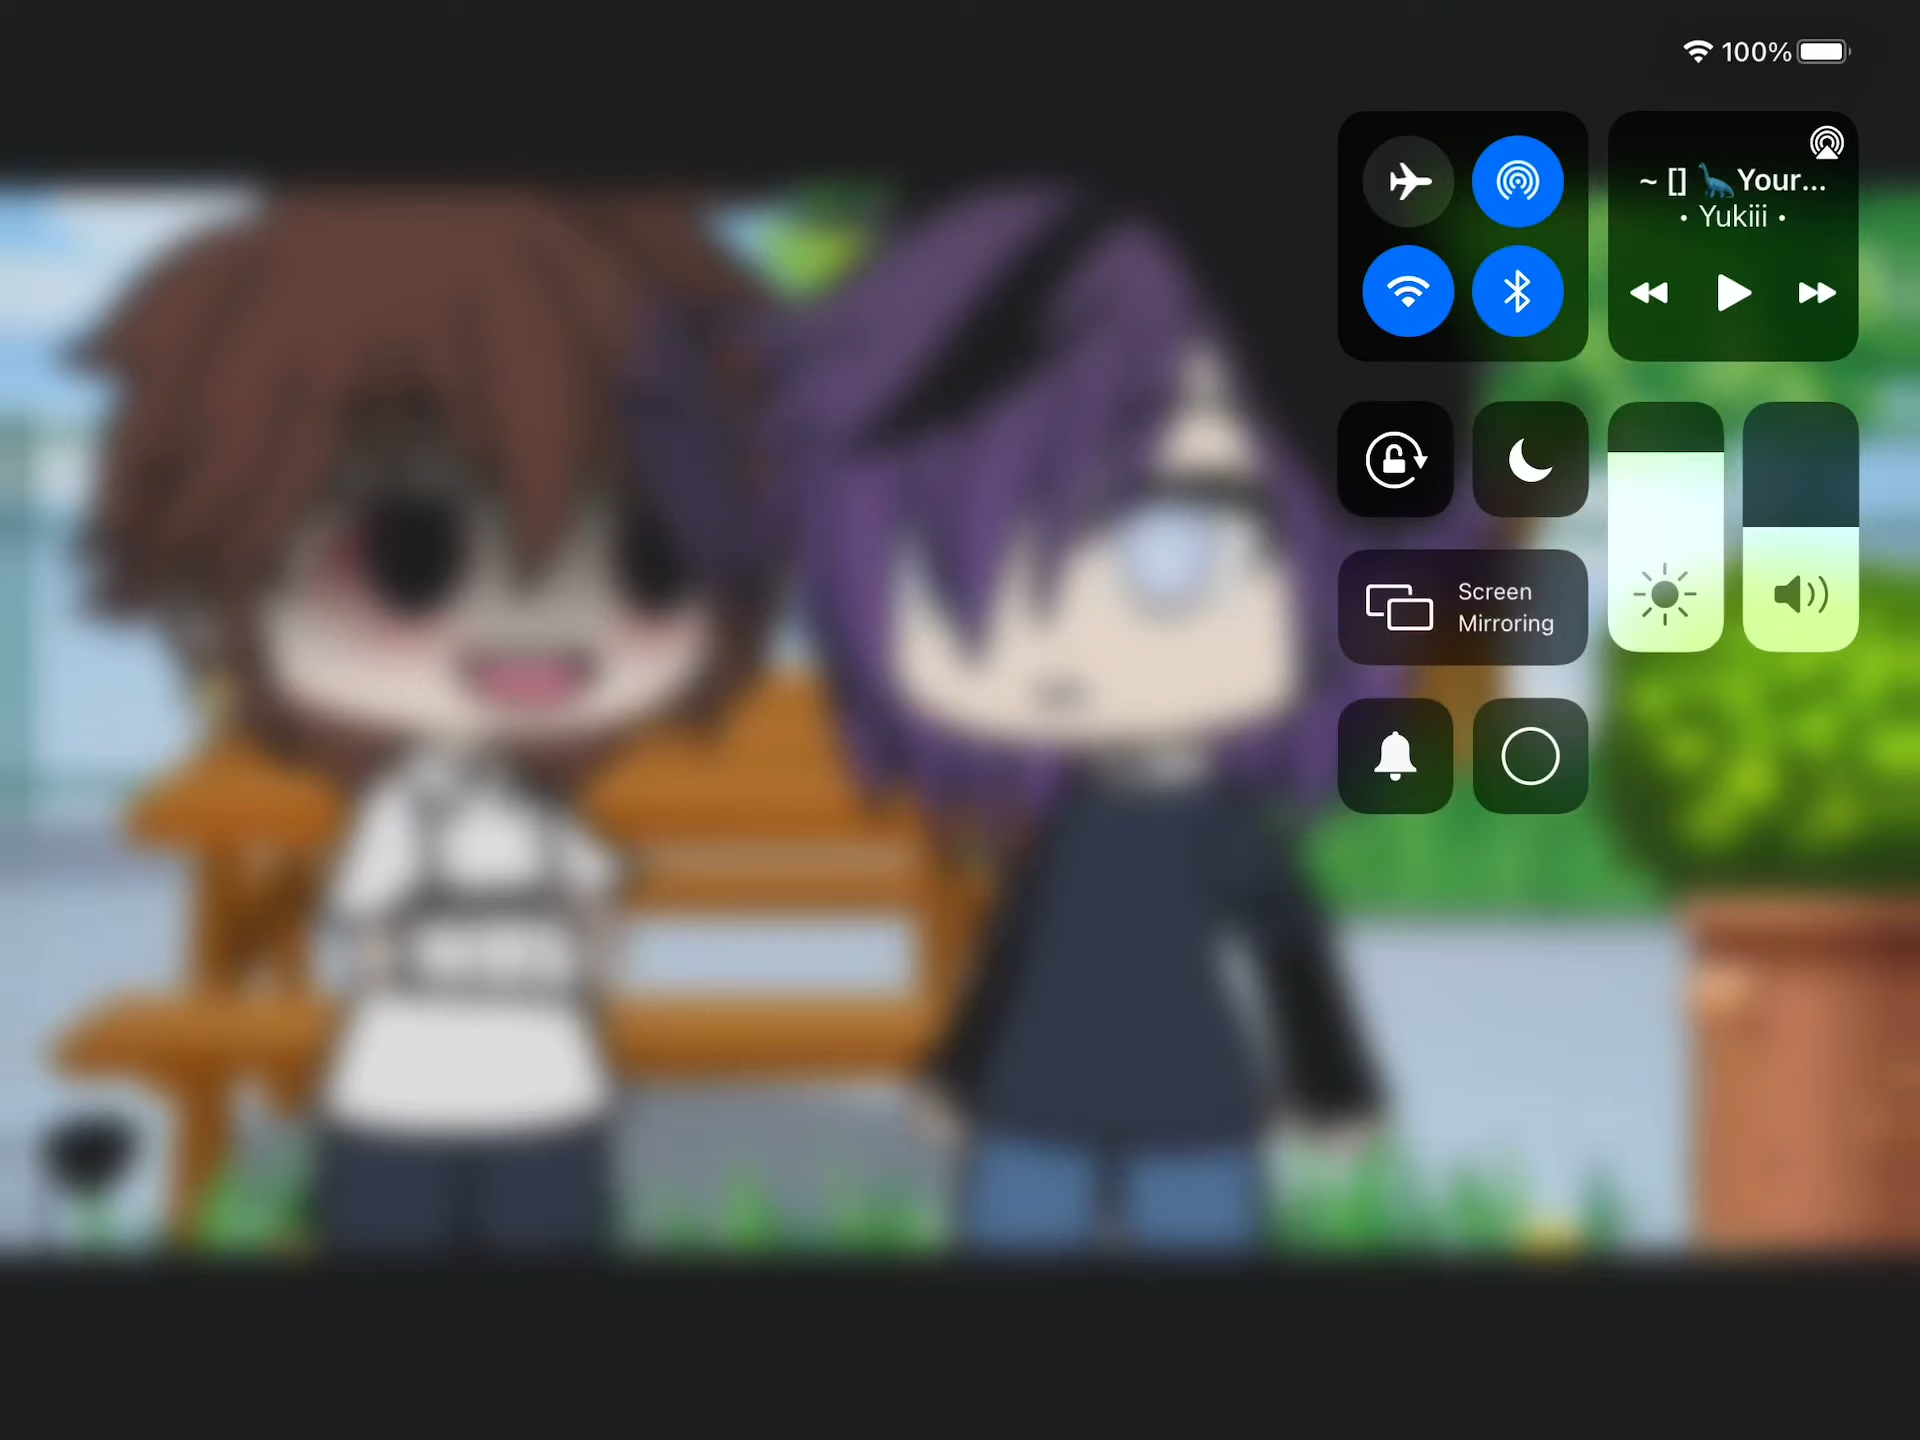 100%
~ [] 🦕Your...
• Yukiii •
Screen
Mirroring